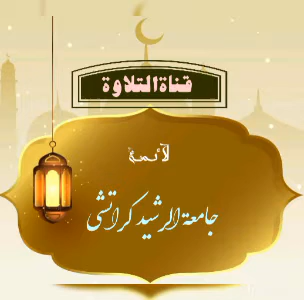 قناة التلاوة
لأئمة
جامعة الرشيد كراتشي